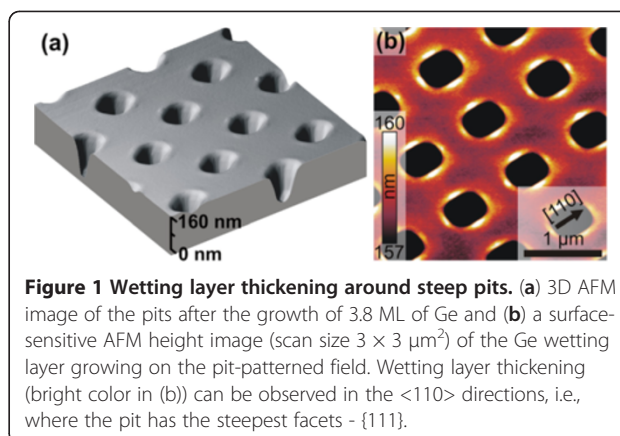 (a)
160 nm
0 nm
(b)
160
nm
157
[110]
1 µm
Figure 1 Wetting layer thickening around steep pits. (a) 3D AFM
image of the pits after the growth of 3.8 ML of Ge and (b) a surface-
sensitive AFM height image (scan size 3 × 3 µm²) of the Ge wetting
layer growing on the pit-patterned field. Wetting layer thickening
(bright color in (b)) can be observed in the <110> directions, i.e.,
where the pit has the steepest facets - {111}.